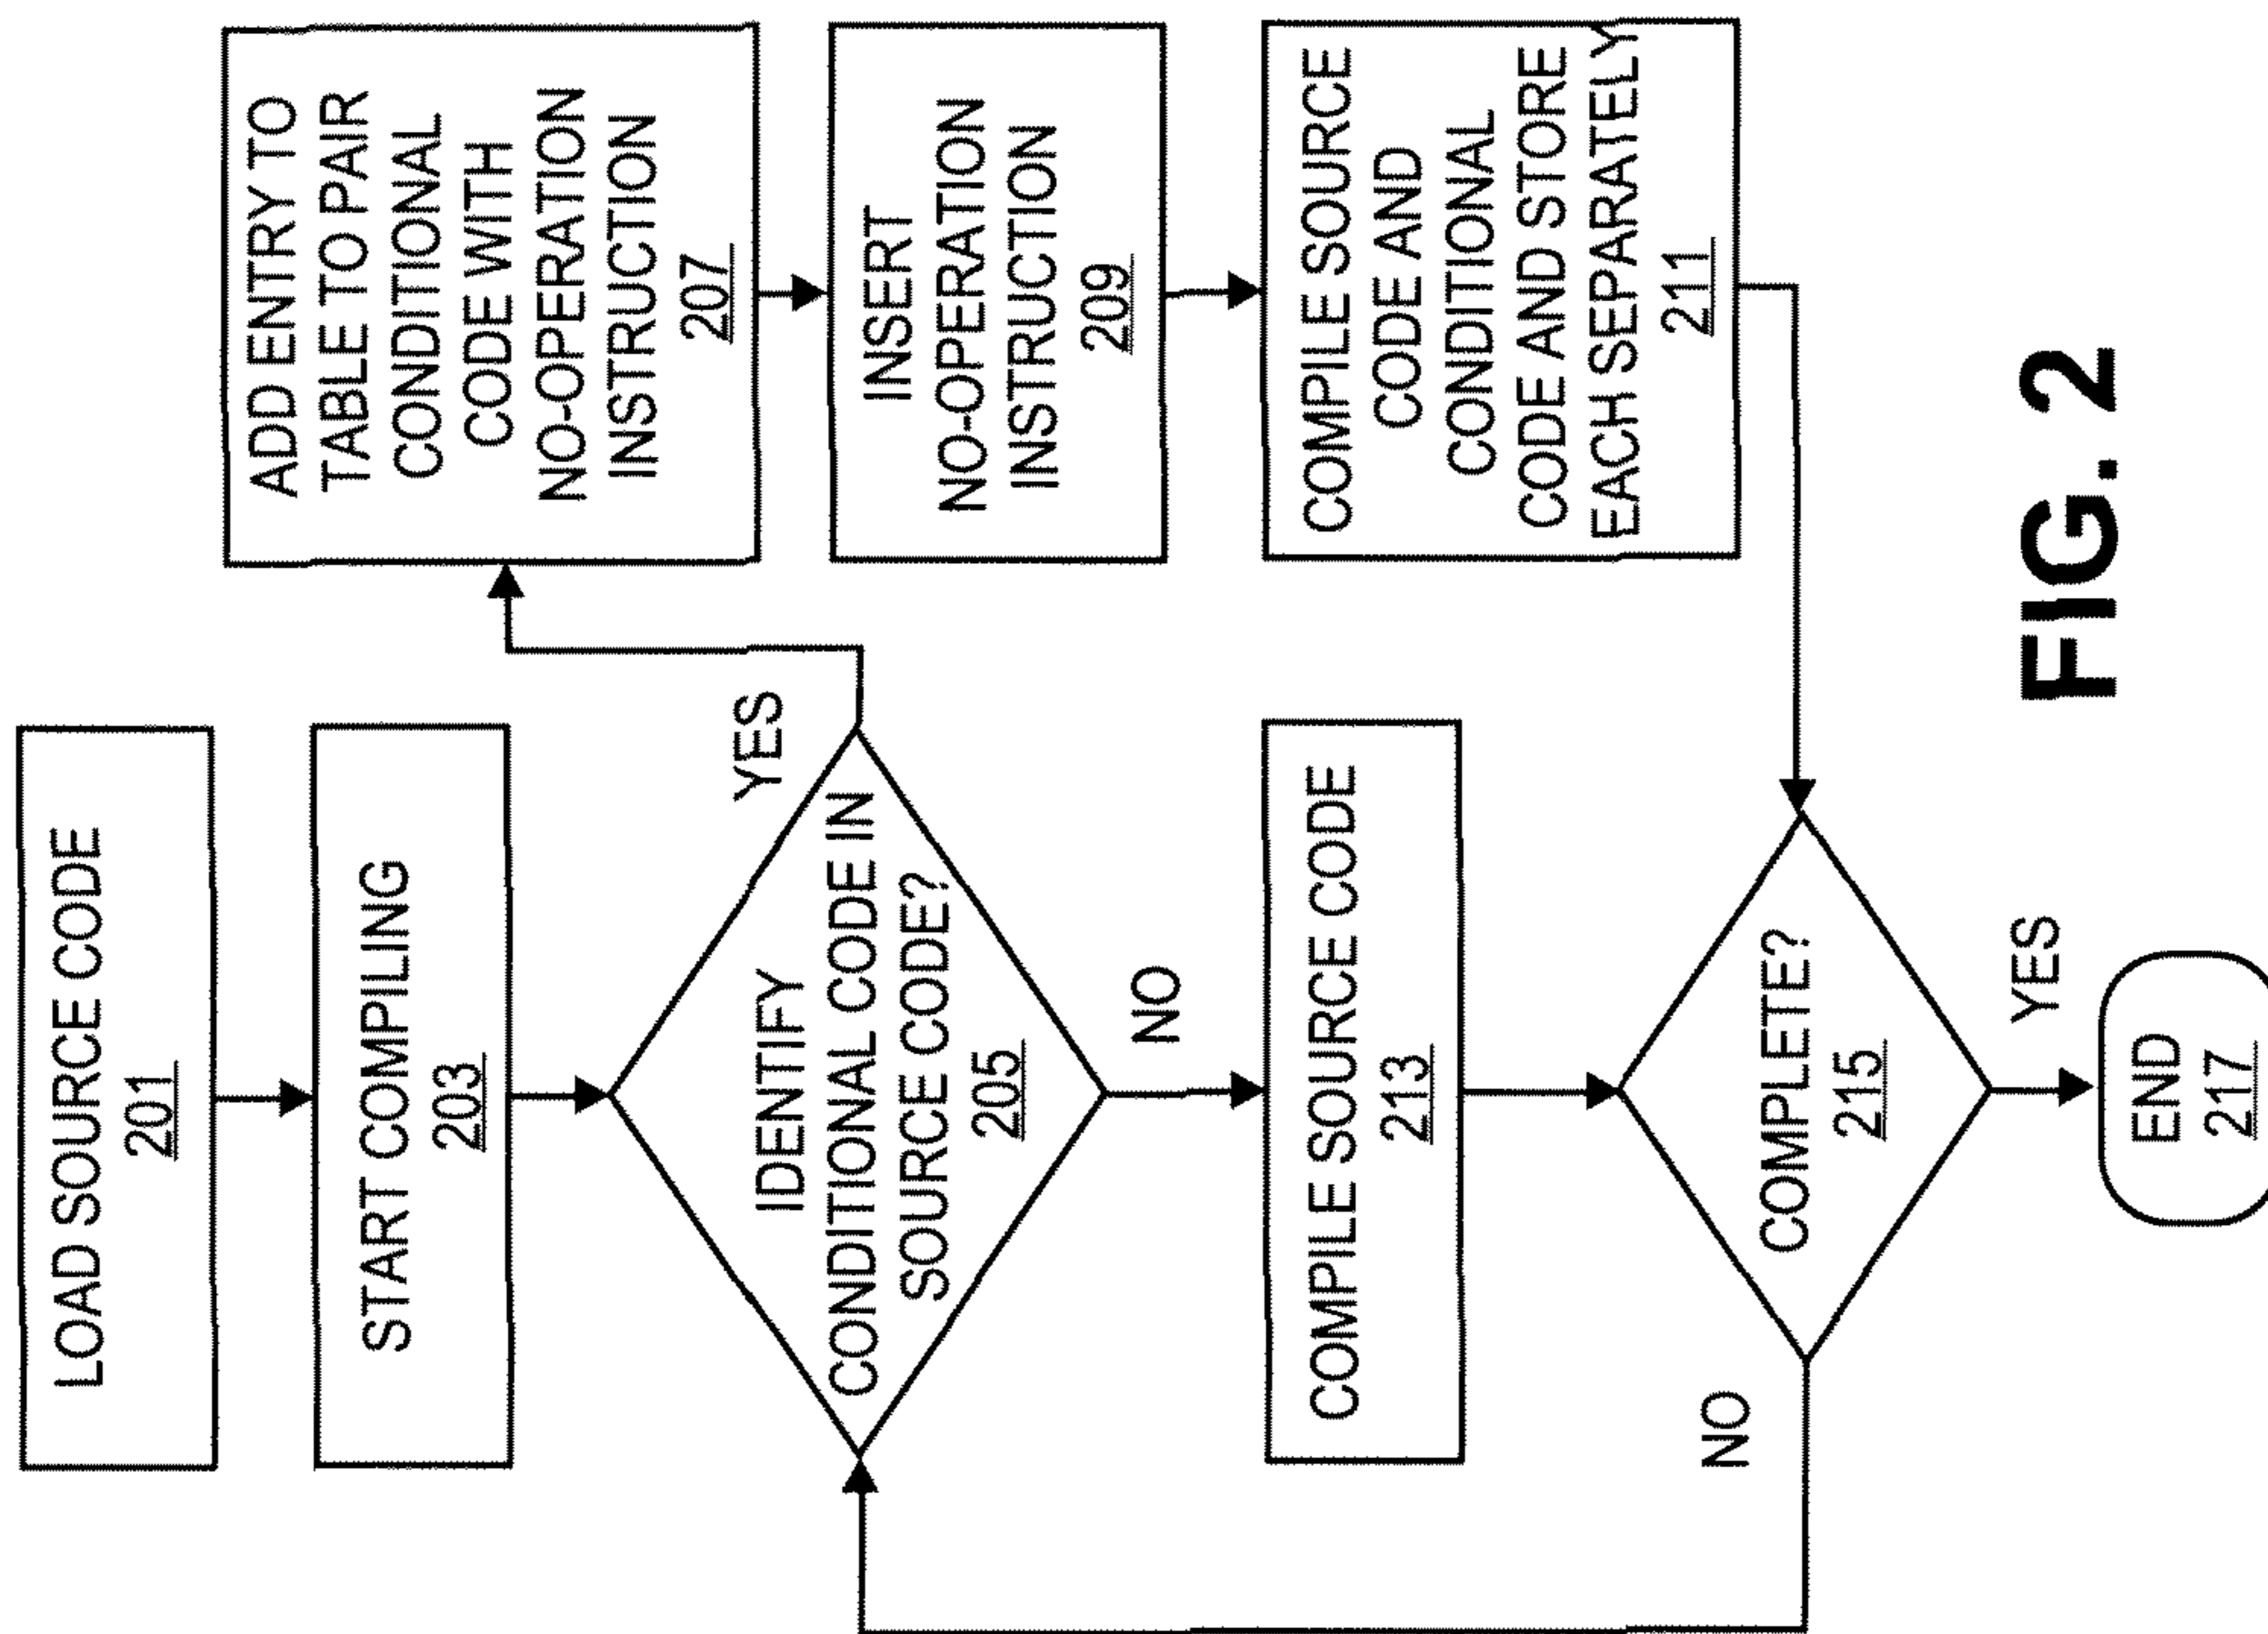 LOAD SOURCE CODE
201
START COMPILING
203
IDENTIFY
CONDITIONAL CODE IN
SOURCE CODE?
205
YES
NO
ADD ENTRY TO
TABLE TO PAIR
CONDITIONAL
CODE WITH
NO-OPERATION
INSTRUCTION
207
INSERT
NO-OPERATION
INSTRUCTION
209
COMPILE SOURCE
CODE AND
CONDITIONAL
CODE AND STORE
EACH SEPARATELY
211
COMPILE SOURCE CODE
213
COMPLETE?
215
NO
YES
END
217
FIG. 2